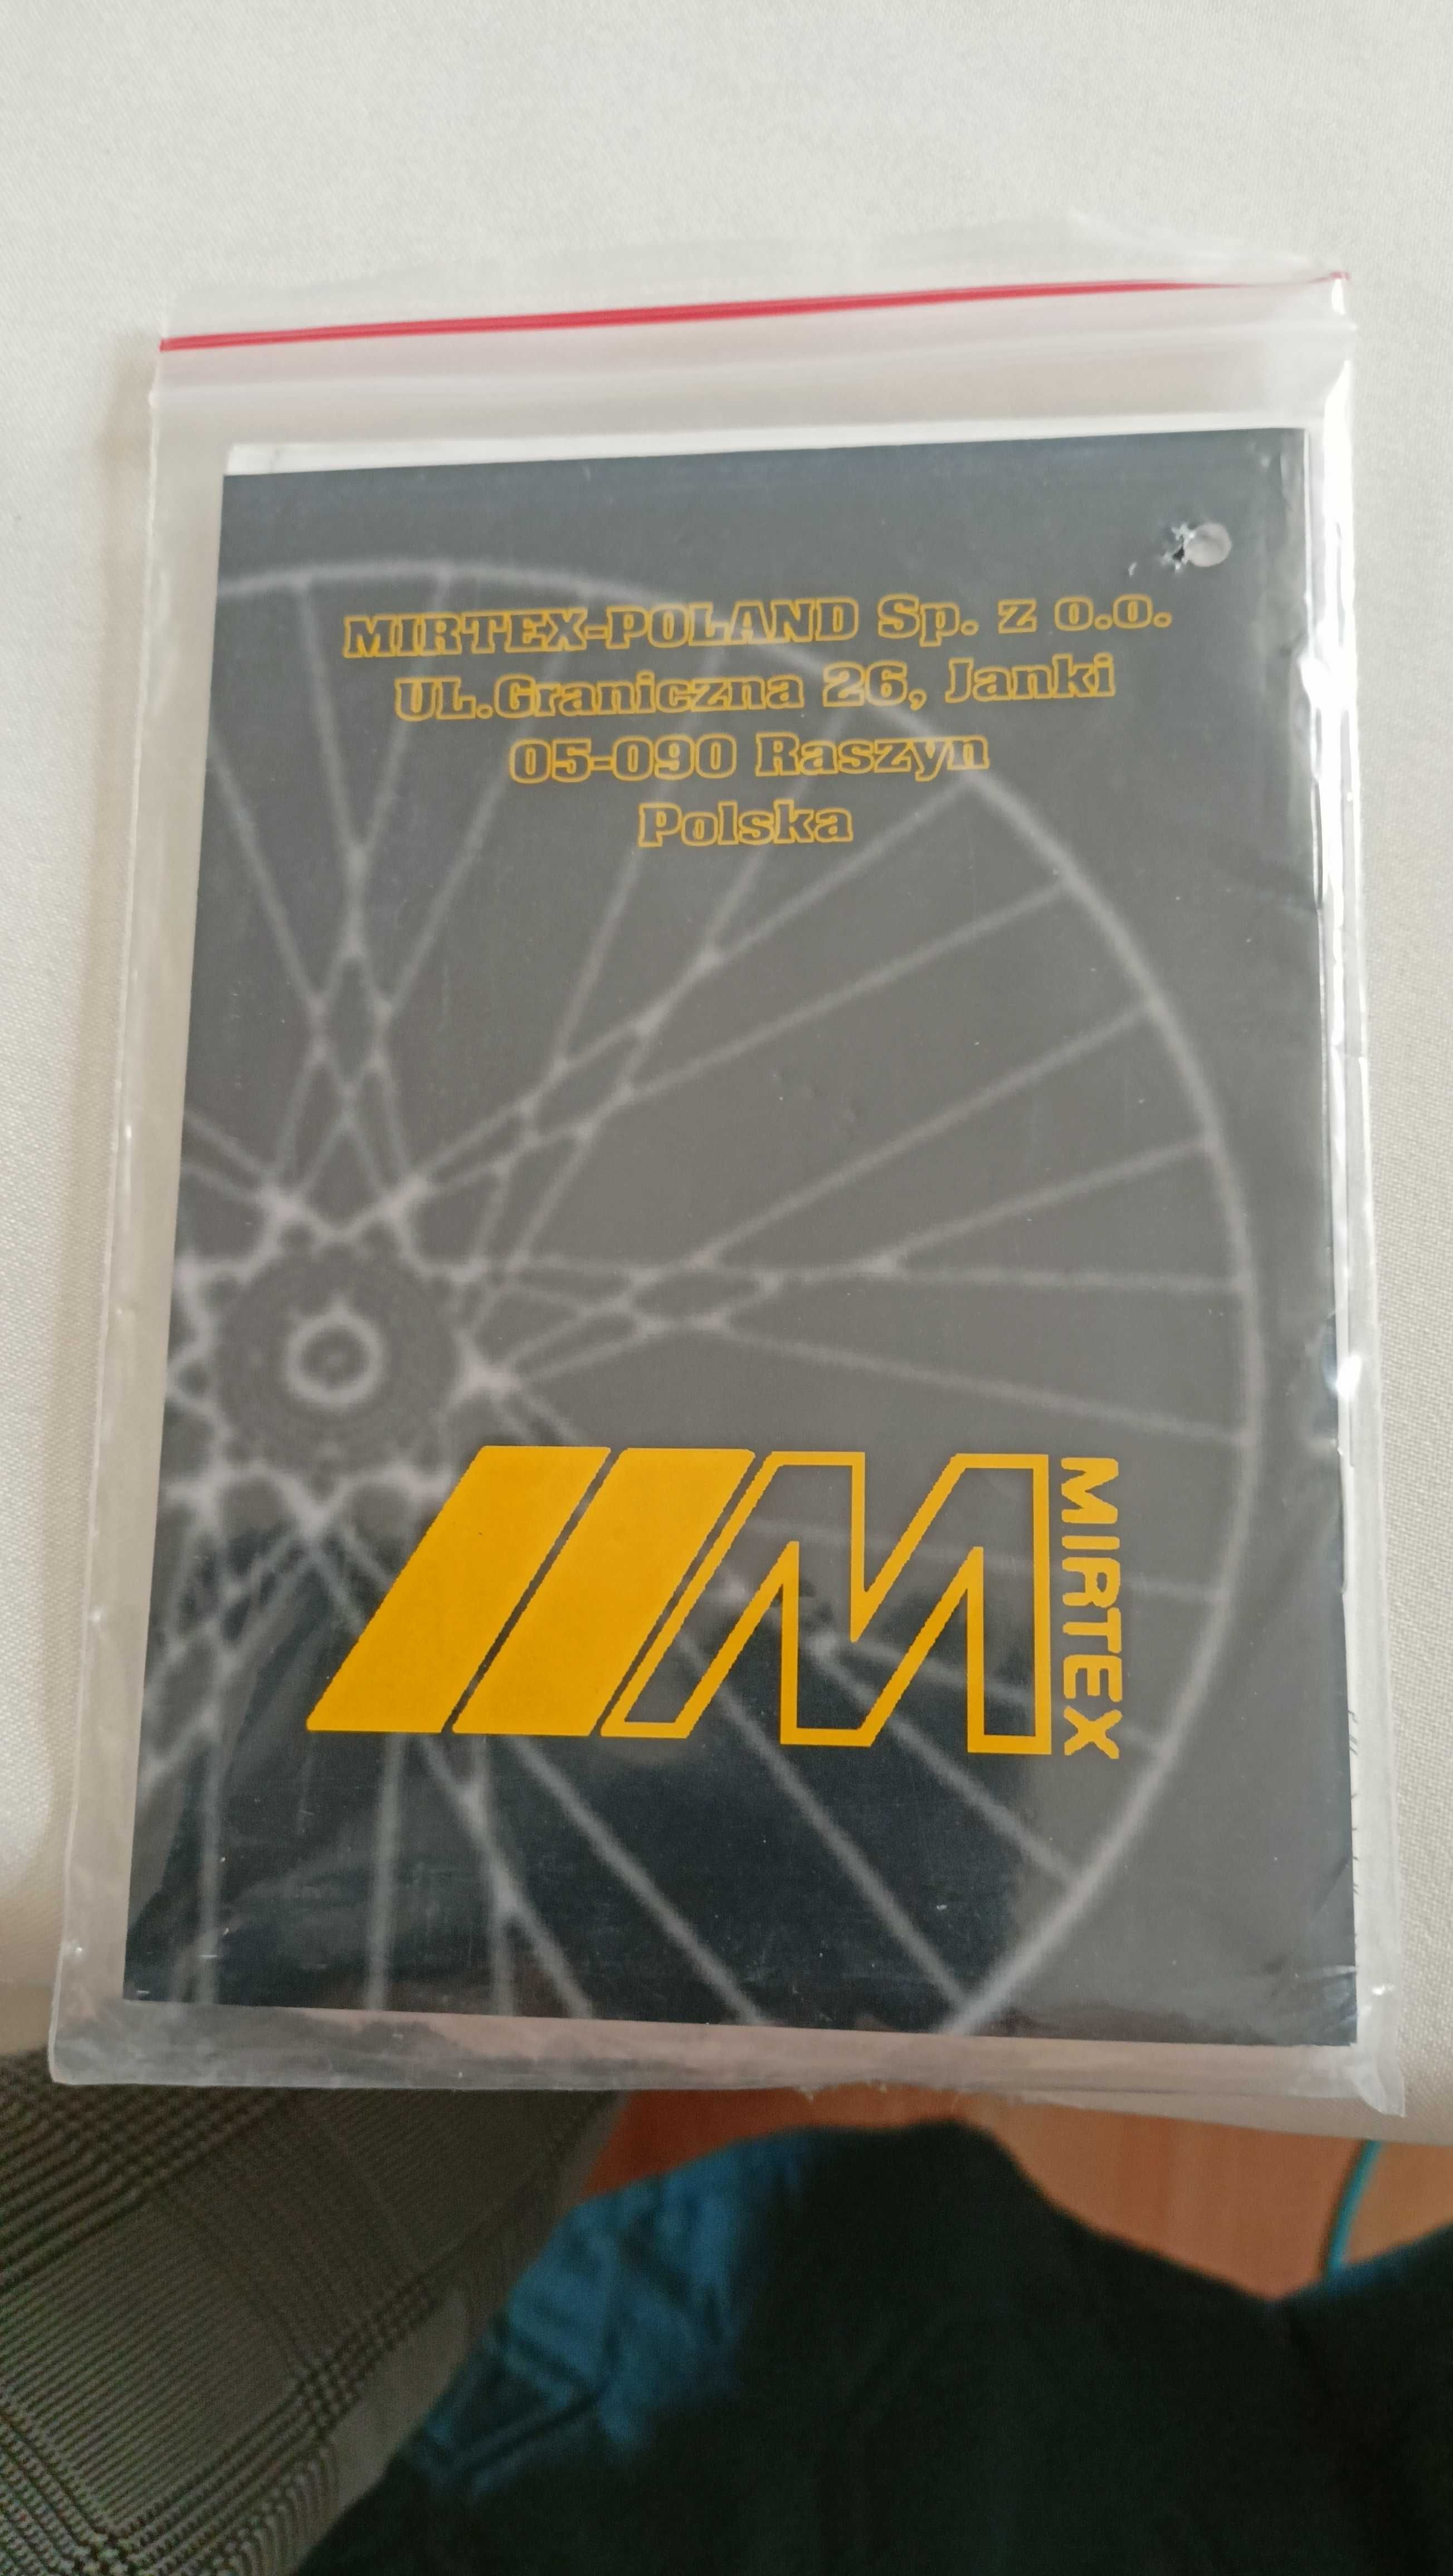 MIRTEX-POLAND Sp. z o.o.
UL.Graniczna 26, Janki
05-090 Raszyn
Polska
M
MIRTEX